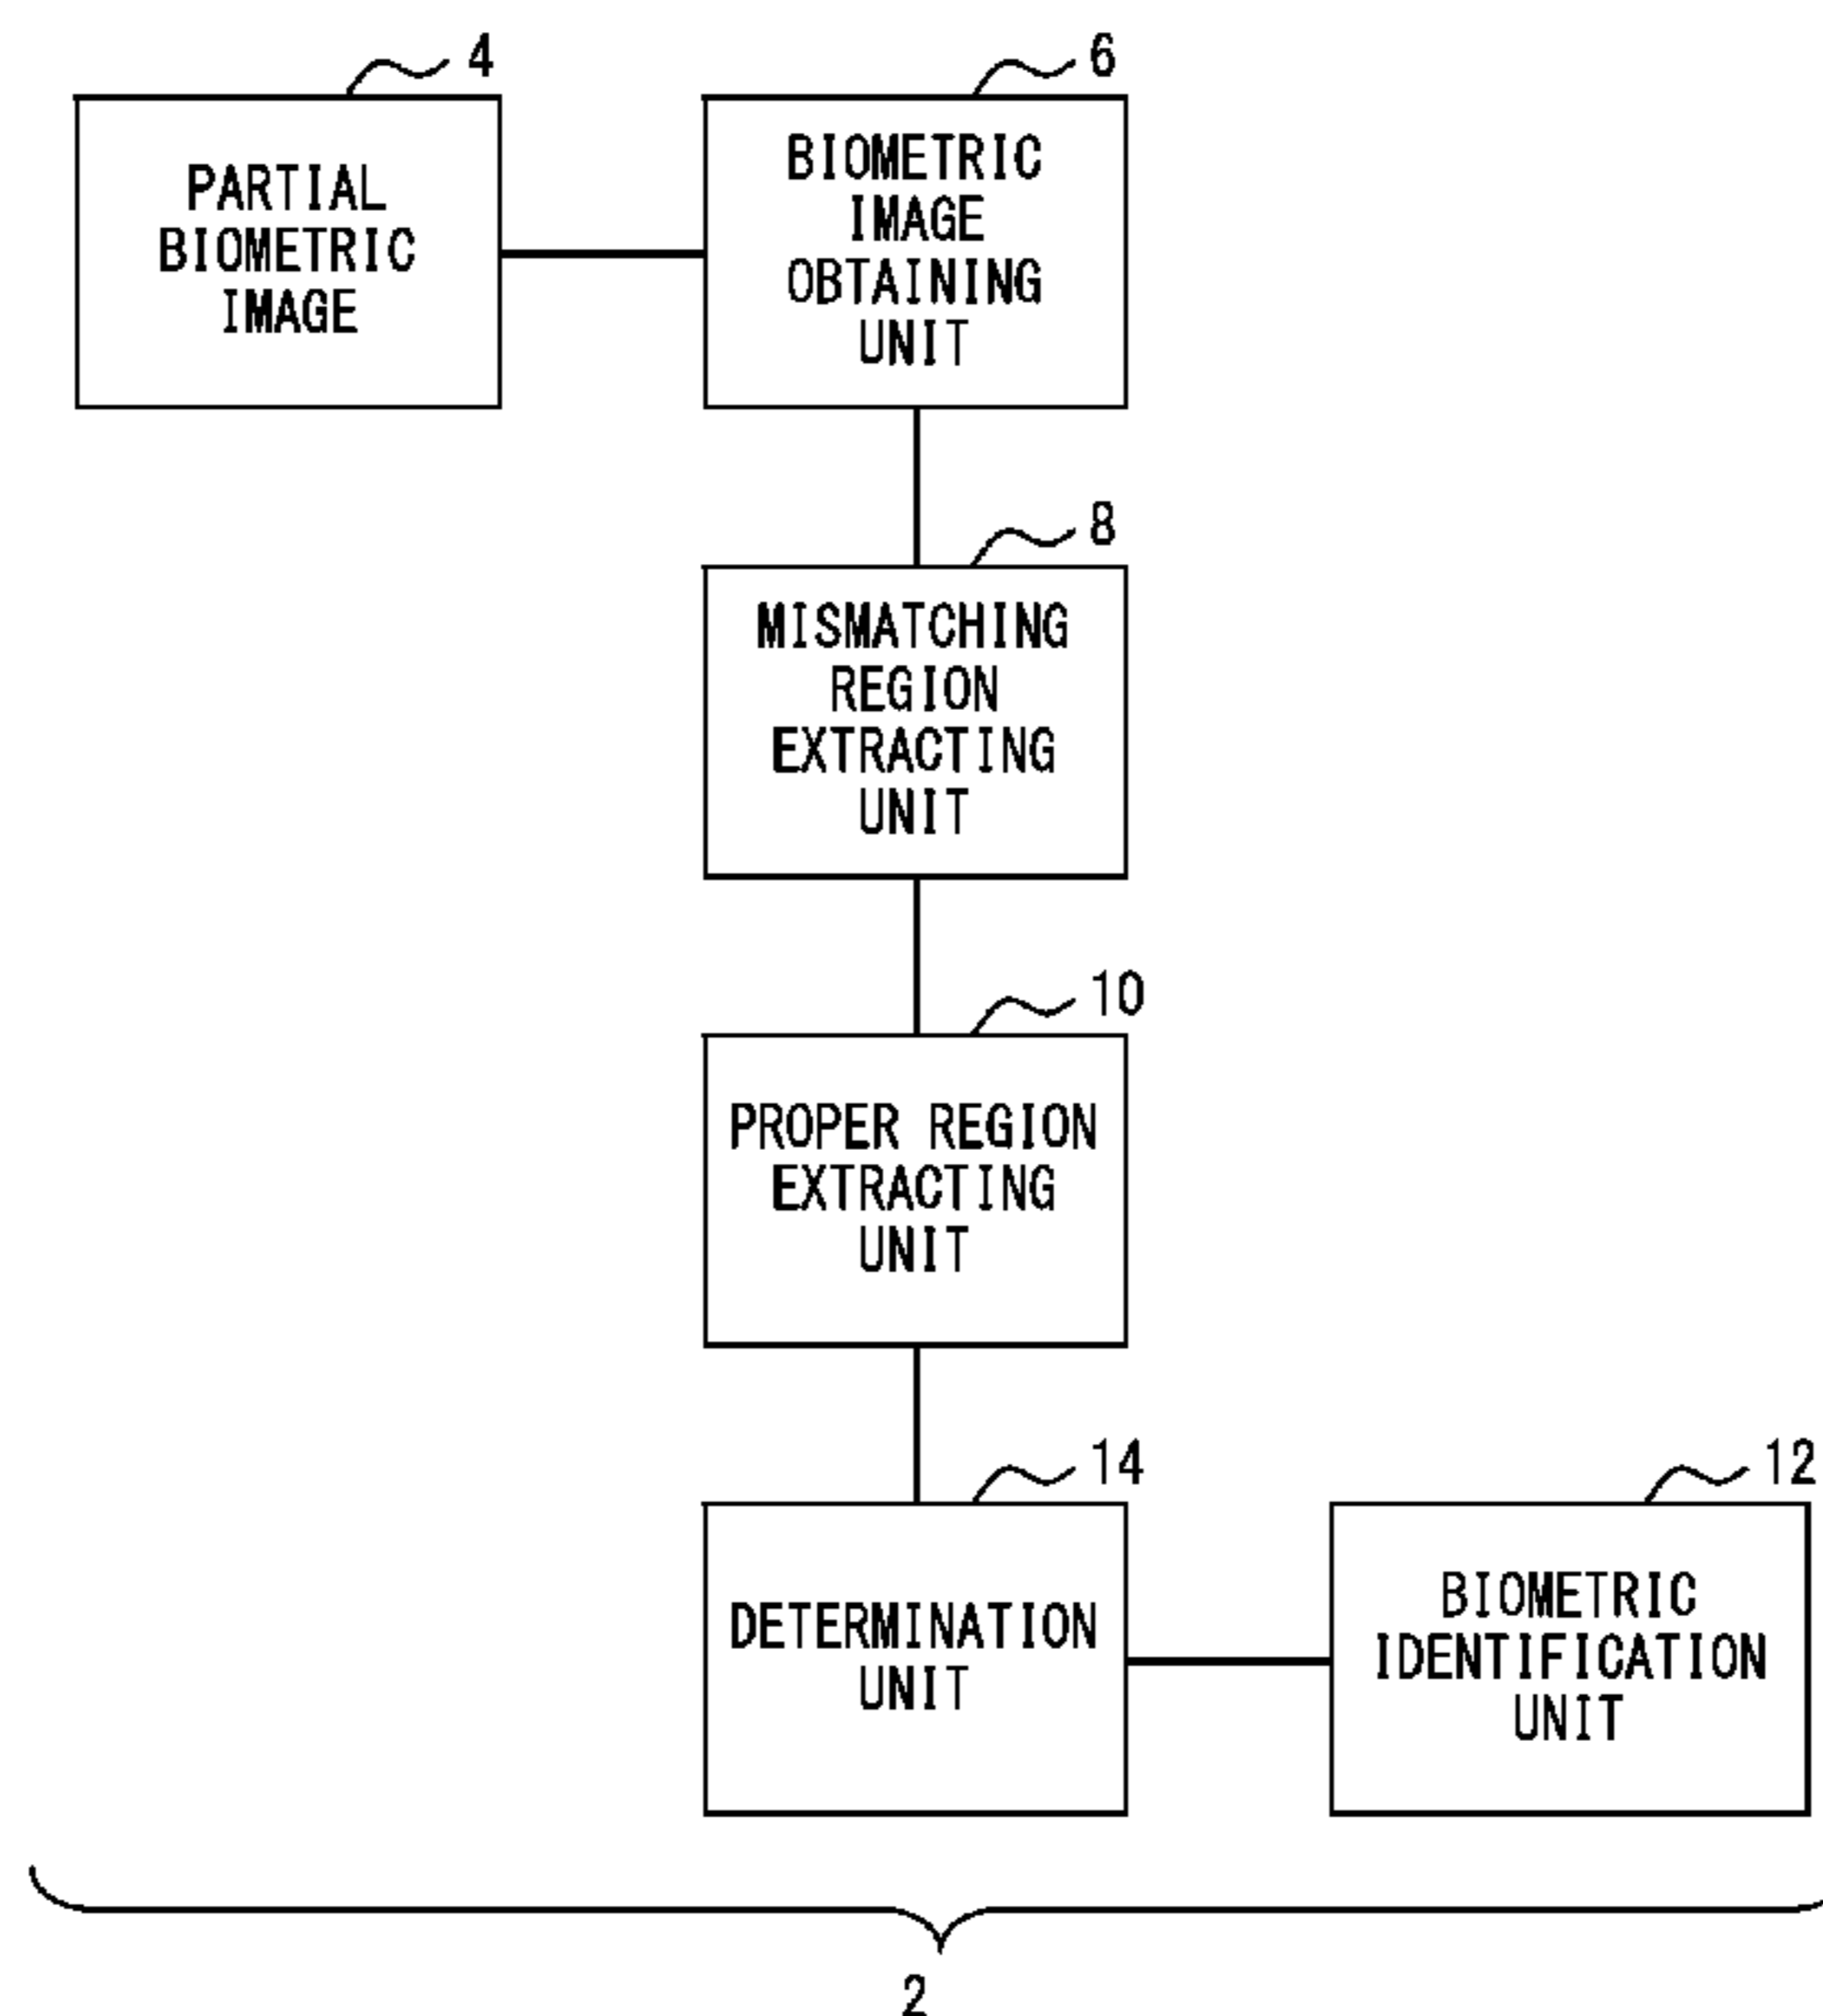 4
PARTIAL
BIOMETRIC
IMAGE
6
BIOMETRIC
IMAGE
OBTAINING
UNIT
8
MISMATCHING
REGION
EXTRACTING
UNIT
10
PROPER REGION
EXTRACTING
UNIT
14
DETERMINATION
UNIT
12
BIOMETRIC
IDENTIFICATION
UNIT
2